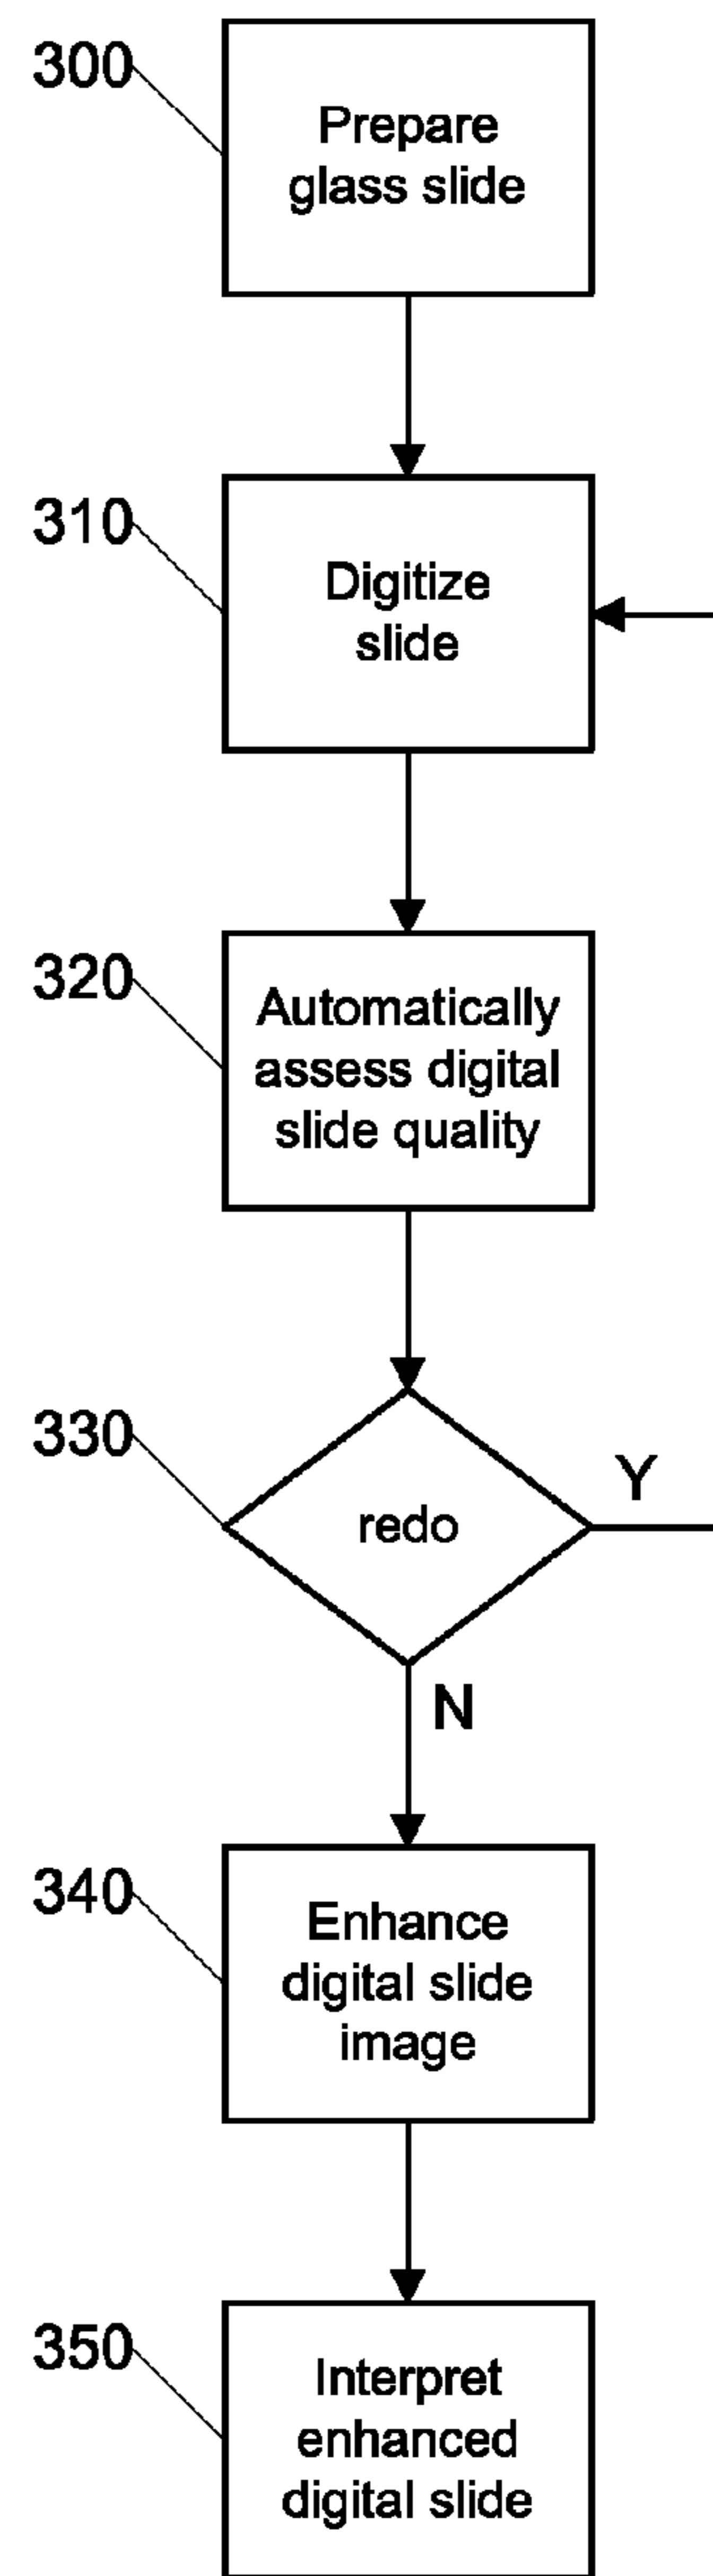 300
Prepare
glass slide
310
Digitize
slide
320
Automatically
assess digital
slide quality
330
redo
Y
N
340
Enhance
digital slide
image
350
Interpret
enhanced
digital slide